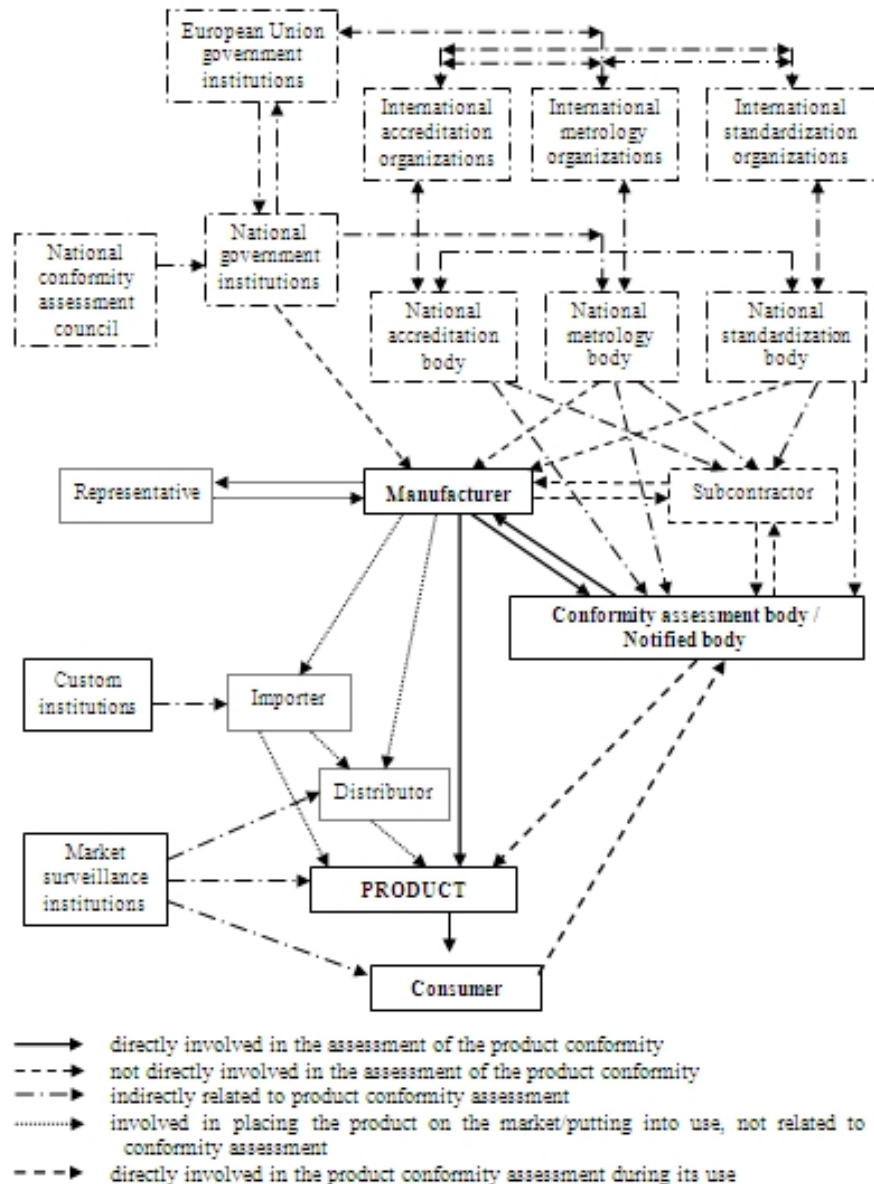 European Union
government
institutions
International
accreditation
organizations
International
metrology
organizations
International
standardization
organizations
National
conformity
assessment
council
National
government
institutions
National
accreditation
body
National
metrology
body
National
standardization
body
Representative
Manufacturer
Subcontractor
Conformity assessment body /
Notified body
Custom
institutions
Importer
Distributor
Market
surveillance
institutions
PRODUCT
Consumer
directly involved in the assessment of the product conformity
not directly involved in the assessment of the product conformity
indirectly related to product conformity assessment
involved in placing the product on the market/putting into use, not related to
conformity assessment
directly involved in the product conformity assessment during its use